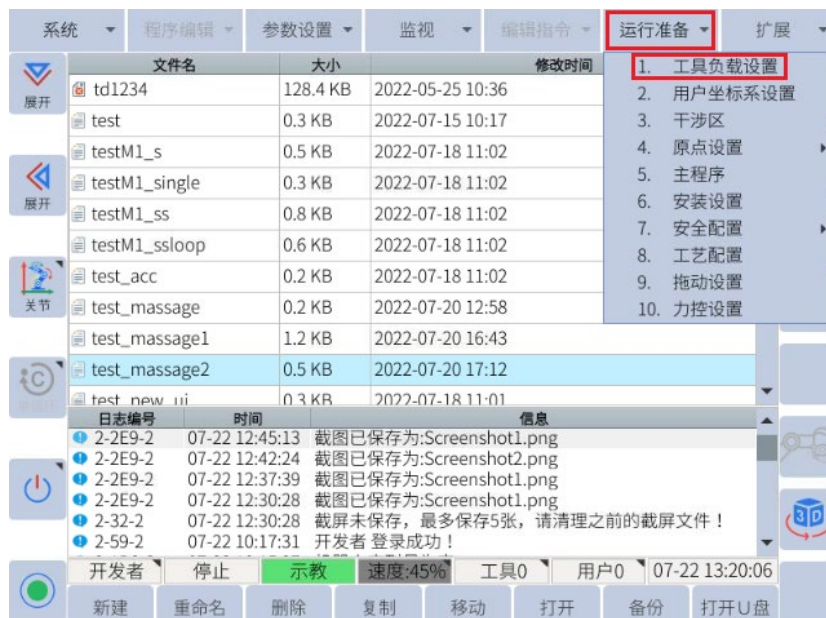 系统 程序编辑 参数设置 监视 编辑指令 运行准备 扩展
文件名 大小 修改时间
td1234 128.4 KB 2022-05-25 10:36
test 0.3 KB 2022-07-15 10:17
testM1_s 0.5 KB 2022-07-18 11:02
testM1_single 0.3 KB 2022-07-18 11:02
testM1_ss 0.8 KB 2022-07-18 11:02
testM1_ssloop 0.6 KB 2022-07-18 11:02
test_acc 0.2 KB 2022-07-18 11:02
test_massage 0.2 KB 2022-07-20 12:58
test_massage1 1.2 KB 2022-07-20 16:43
test_massage2 0.5 KB 2022-07-20 17:12
test_new_ui 0.3 KB 2022-07-18 11:01
1. 工具负载设置
2. 用户坐标系设置
3. 干涉区
4. 原点设置
5. 主程序
6. 安装设置
7. 安全配置
8. 工艺配置
9. 拖动设置
10. 力控设置
展开
展开
关节
日志编号 时间 信息
2-2E9-2 07-22 12:45:13 截图已保存为:Screenshot1.png
2-2E9-2 07-22 12:42:24 截图已保存为:Screenshot2.png
2-2E9-2 07-22 12:37:39 截图已保存为:Screenshot1.png
2-2E9-2 07-22 12:30:28 截图已保存为:Screenshot1.png
2-32-2 07-22 12:30:28 截屏未保存，最多保存5张，请清理之前的截屏文件！
2-59-2 07-22 10:17:31 开发者 登录成功！
3D
开发者 停止 示教 速度:45% 工具0 用户0 07-22 13:20:06
新建 重命名 删除 复制 移动 打开 备份 打开U盘